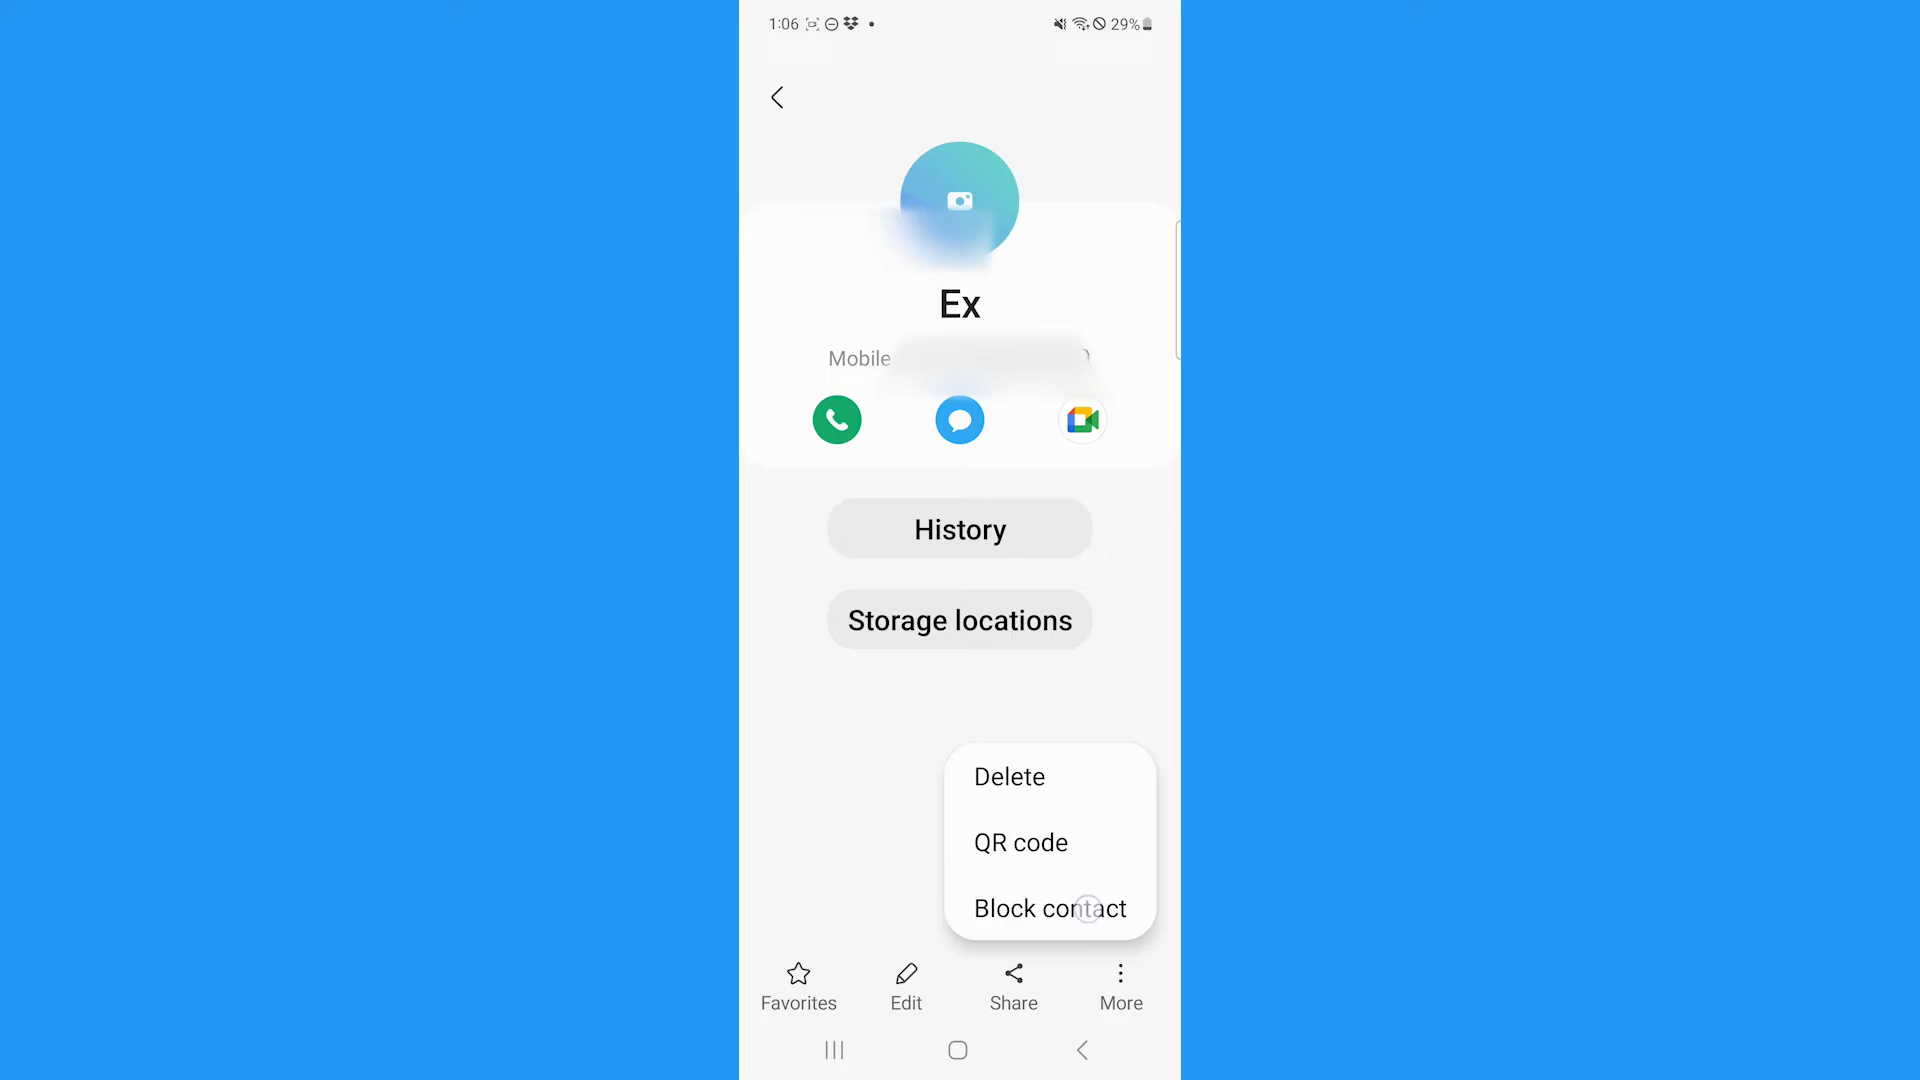 1:06
29%
Ex
Mobile
History
Storage locations
Delete
QR code
Block contact
Favorites
Edit
Share
More